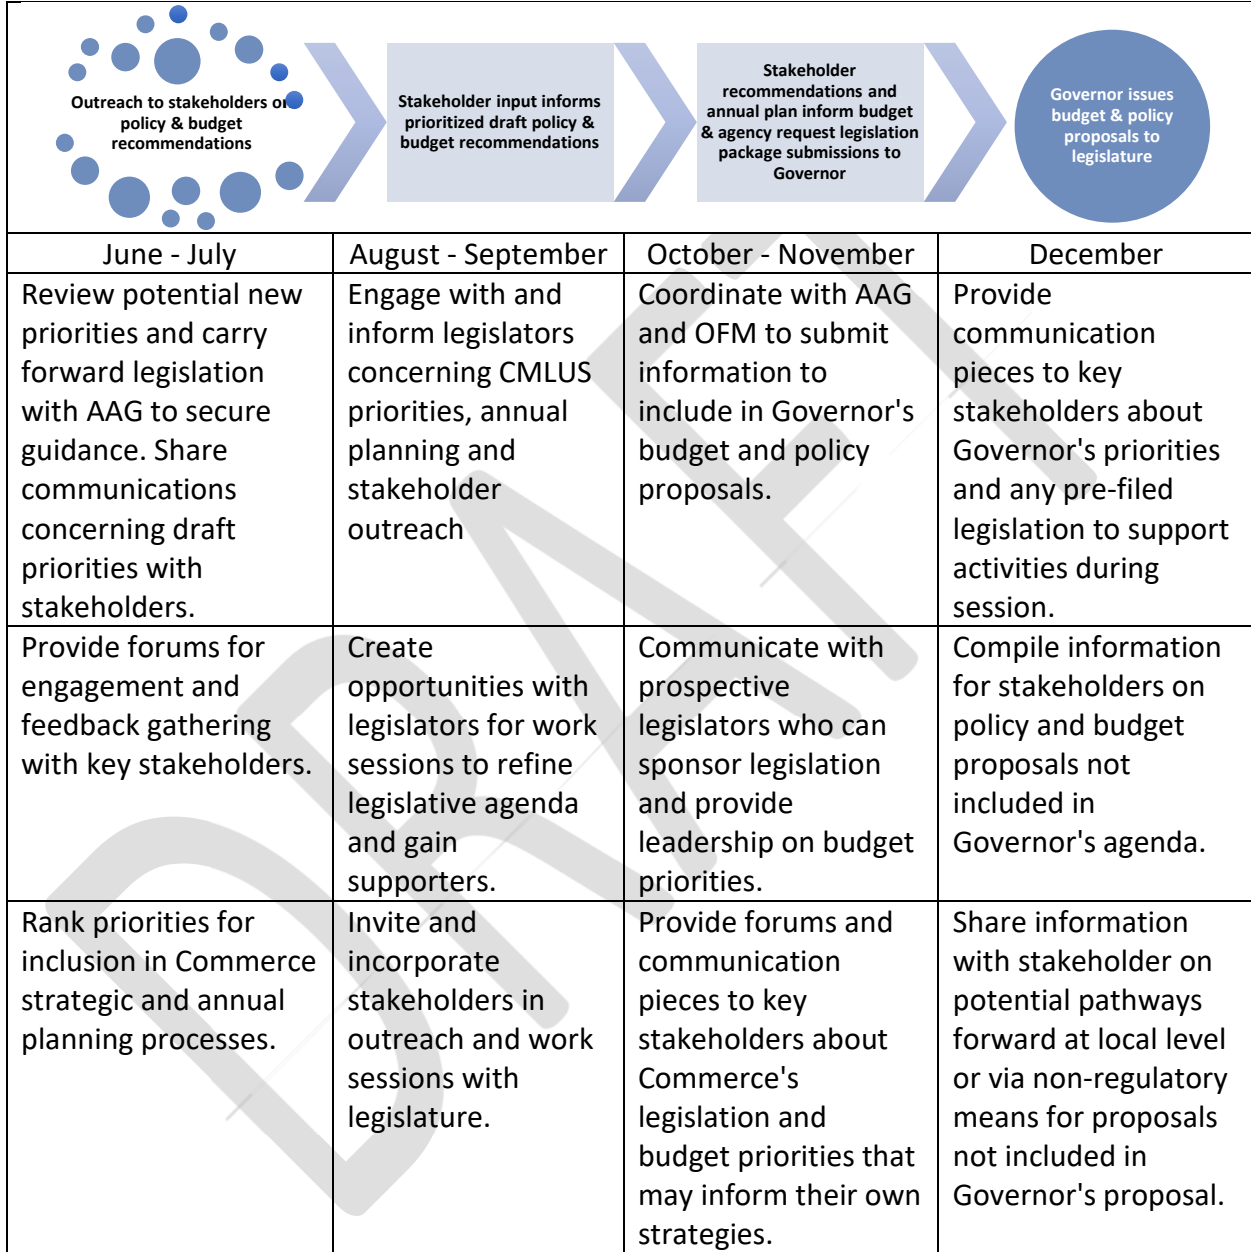 Outreach to stakeholders on
policy & budget
recommendations
Stakeholder input informs
prioritized draft policy &
budget recommendations
Stakeholder
recommendations and
annual plan inform budget
& agency request legislation
package submissions to
Governor
Governor issues
budget & policy
proposals to
legislature
June - July
August - September
October - November
December
Review potential new
priorities and carry
forward legislation
with AAG to secure
guidance. Share
communications
concerning draft
priorities with
stakeholders.
Engage with and
inform legislators
concerning CMLUS
priorities, annual
planning and
stakeholder
outreach
Coordinate with AAG
and OFM to submit
information to
include in Governor's
budget and policy
proposals.
Provide
communication
pieces to key
stakeholders about
Governor's priorities
and any pre-filed
legislation to support
activities during
session.
Provide forums for
engagement and
feedback gathering
with key stakeholders.
Create
opportunities with
legislators for work
sessions to refine
legislative agenda
and gain
supporters.
Communicate with
prospective
legislators who can
sponsor legislation
and provide
leadership on budget
priorities.
Compile information
for stakeholders on
policy and budget
proposals not
included in
Governor's agenda.
Rank priorities for
inclusion in Commerce
strategic and annual
planning processes.
Invite and
incorporate
stakeholders in
outreach and work
sessions with
legislature.
Provide forums and
communication
pieces to key
stakeholders about
Commerce's
legislation and
budget priorities that
may inform their own
strategies.
Share information
with stakeholder on
potential pathways
forward at local level
or via non-regulatory
means for proposals
not included in
Governor's proposal.
DRAFT